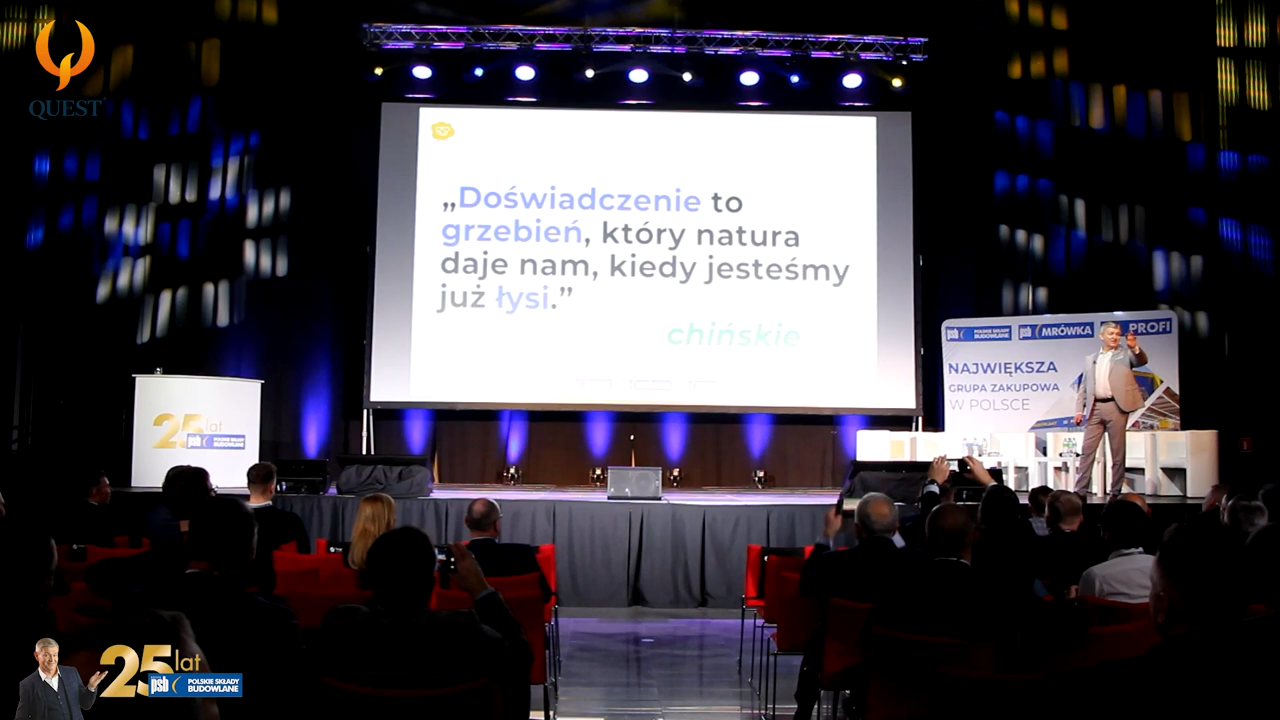 QUEST
„Doświadczenie to
grzebień, który natura
daje nam, kiedy jesteśmy
już łysi.”
chińskie
psb POLSKIE SKŁADY
BUDOWLANE
psb MRÓWKA
PROFI
NAJWIĘKSZA
GRUPA ZAKUPOWA
W POLSCE
25 lat
psb POLSKIE SKŁADY
BUDOWLANE
25 lat
psb POLSKIE SKŁADY
BUDOWLANE